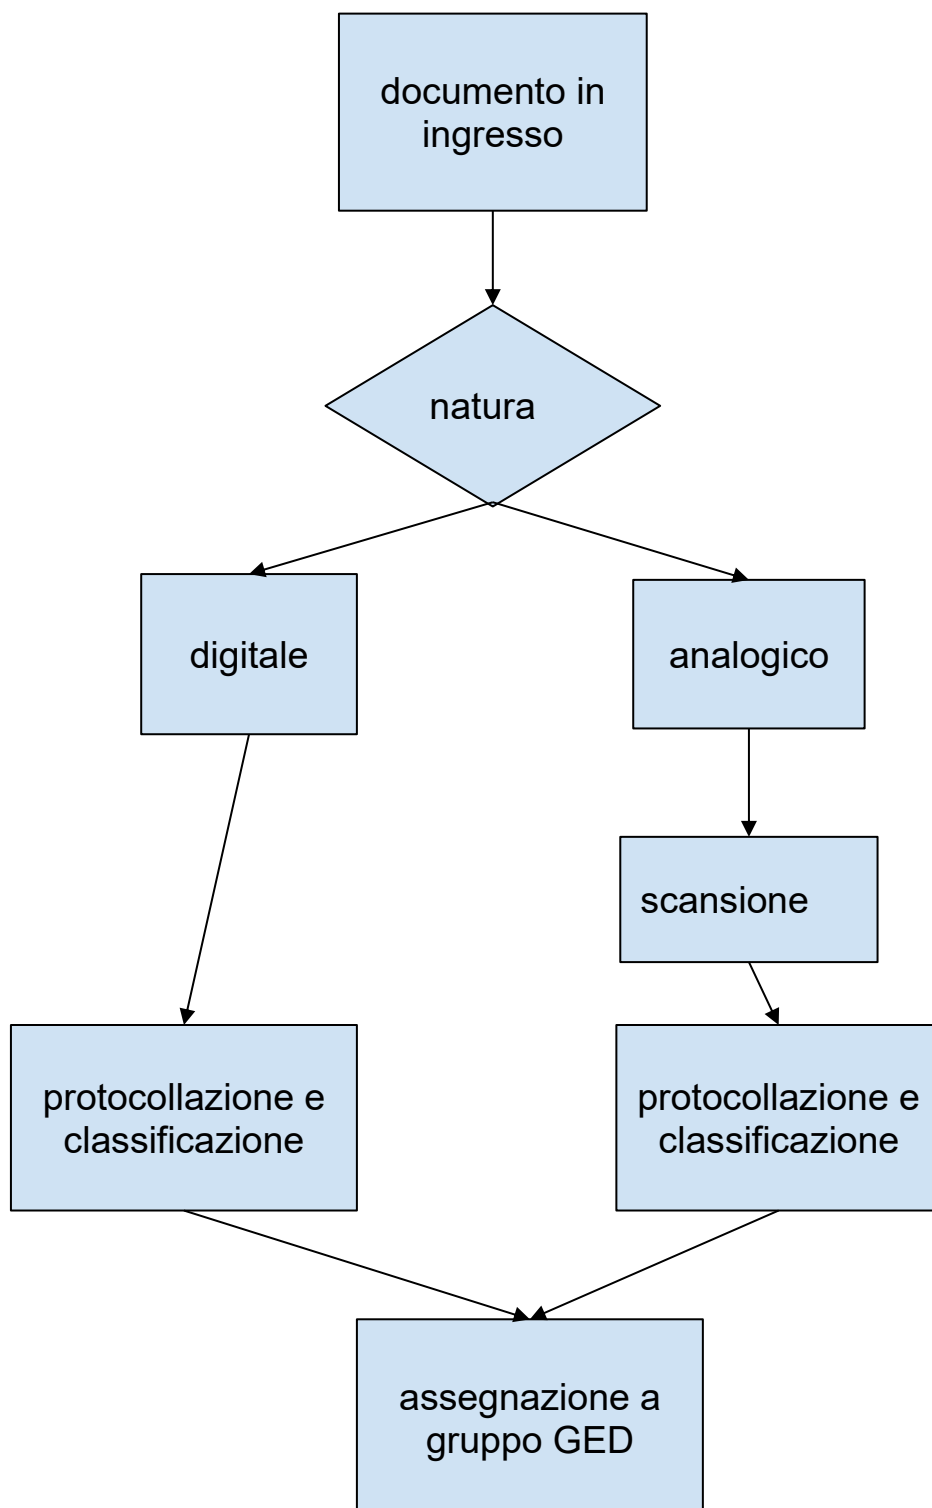 documento in
ingresso
natura
digitale
analogico
scansione
protocollazione e
classificazione
protocollazione e
classificazione
assegnazione a
gruppo GED